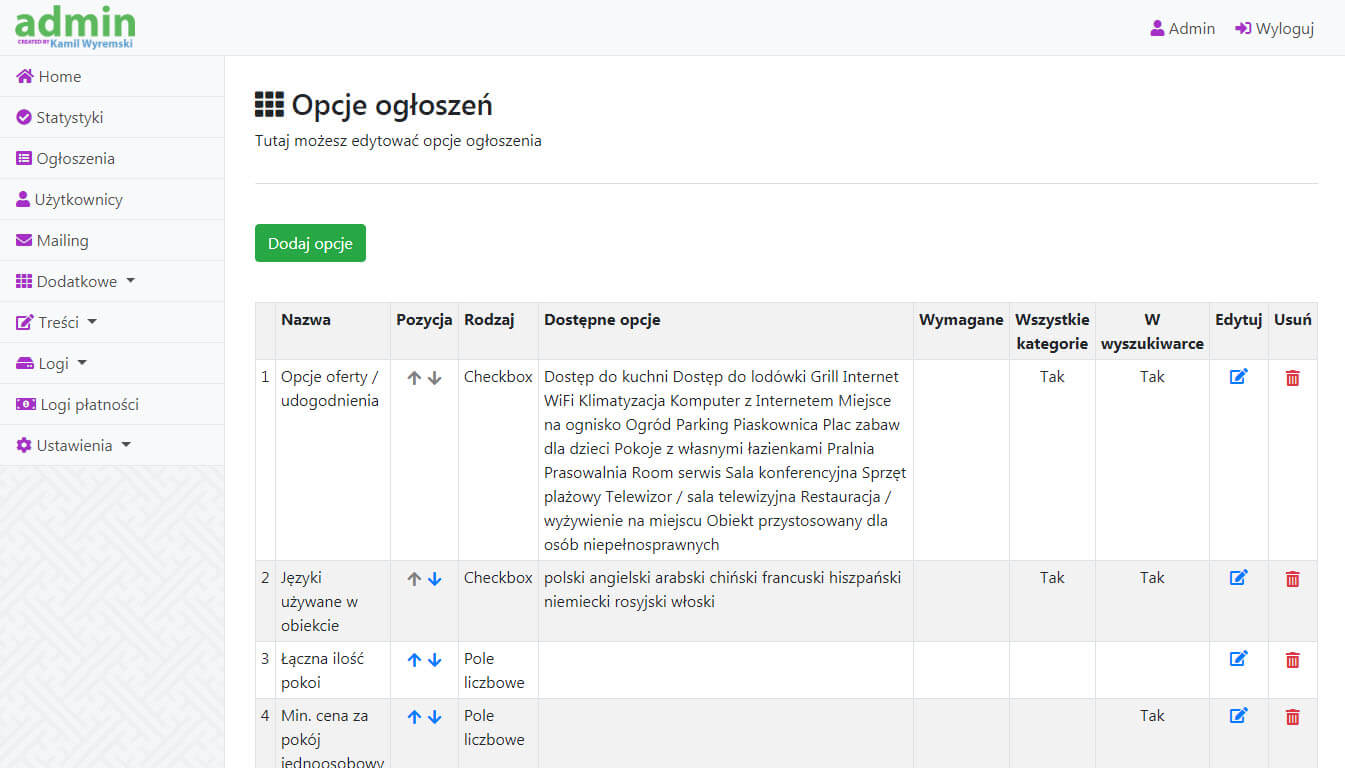 admin
CREATED BY Kamil Wyremski
Admin
Wyloguj
Home
Statystyki
Ogłoszenia
Użytkownicy
Mailing
Dodatkowe
Treści
Logi
Logi płatności
Ustawienia
Opcje ogłoszeń
Tutaj możesz edytować opcje ogłoszenia
Dodaj opcje
Nazwa Pozycja Rodzaj Dostępne opcje Wymagane Wszystkie kategorie W wyszukiwarce Edytuj Usuń
1 Opcje oferty / Checkbox Dostęp do kuchni Dostęp do lodówki Grill Internet Tak Tak
udogodnienia WiFi Klimatyzacja Komputer z Internetem Miejsce
na ognisko Ogród Parking Piaskownica Plac zabaw
dla dzieci Pokoje z własnymi łazienkami Pralnia
Prasowalnia Room serwis Sala konferencyjna Sprzęt
plażowy Telewizor / sala telewizyjna Restauracja /
wyżywienie na miejscu Obiekt przystosowany dla
osób niepełnosprawnych
2 Języki Checkbox polski angielski arabski chiński francuski hiszpański Tak Tak
używane w niemiecki rosyjski włoski
obiekcie
3 Łączna ilość Pole
pokoi liczbowe
4 Min. cena za Pole Tak
pokój liczbowe
jednoosobowy